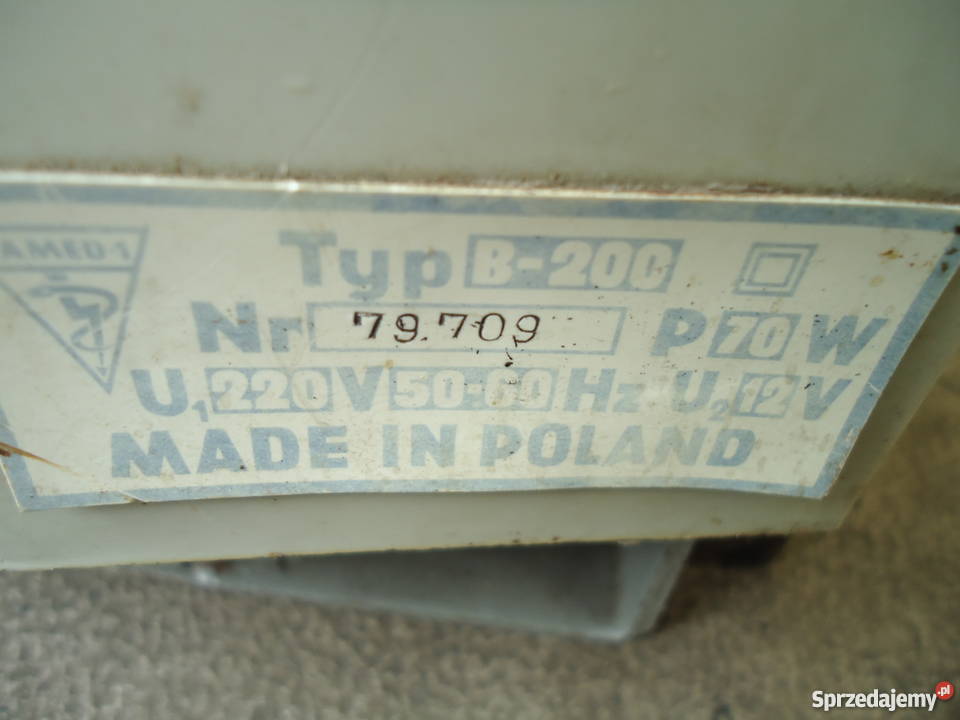 AMED-1
Typ B-200
Nr 79.709 P 70 W
U1 220 V 50-60 Hz U2 12 V
MADE IN POLAND
Sprzedajemy.pl